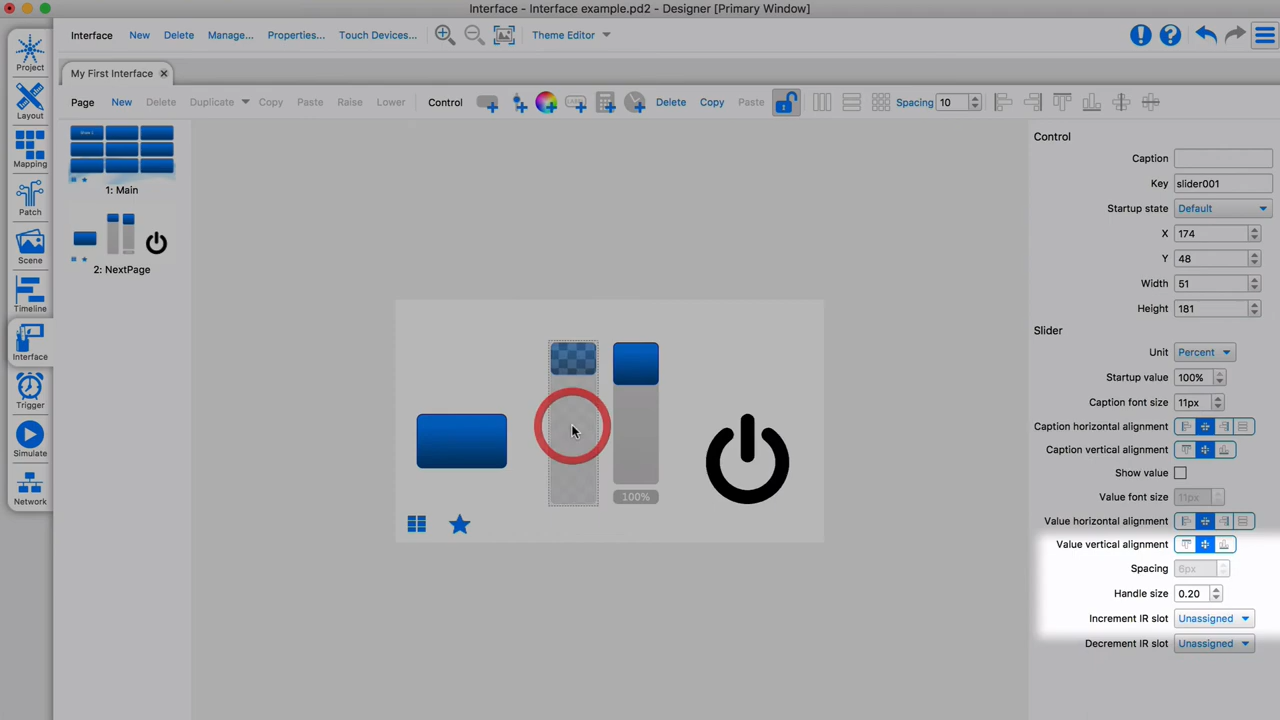 Interface - Interface example.pd2 - Designer [Primary Window]
Interface New Delete Manage... Properties... Touch Devices... Theme Editor
My First Interface
Page New Delete Duplicate Copy Paste Raise Lower Control Delete Copy Paste Spacing 10
Project
Layout
Mapping
Patch
Scene
Timeline
Interface
Trigger
Simulate
Network
1: Main
2: NextPage
100%
Control
Caption
Key slider001
Startup state Default
X 174
Y 48
Width 51
Height 181
Slider
Unit Percent
Startup value 100%
Caption font size 11px
Caption horizontal alignment
Caption vertical alignment
Show value
Value font size 11px
Value horizontal alignment
Value vertical alignment
Spacing 6px
Handle size 0.20
Increment IR slot Unassigned
Decrement IR slot Unassigned